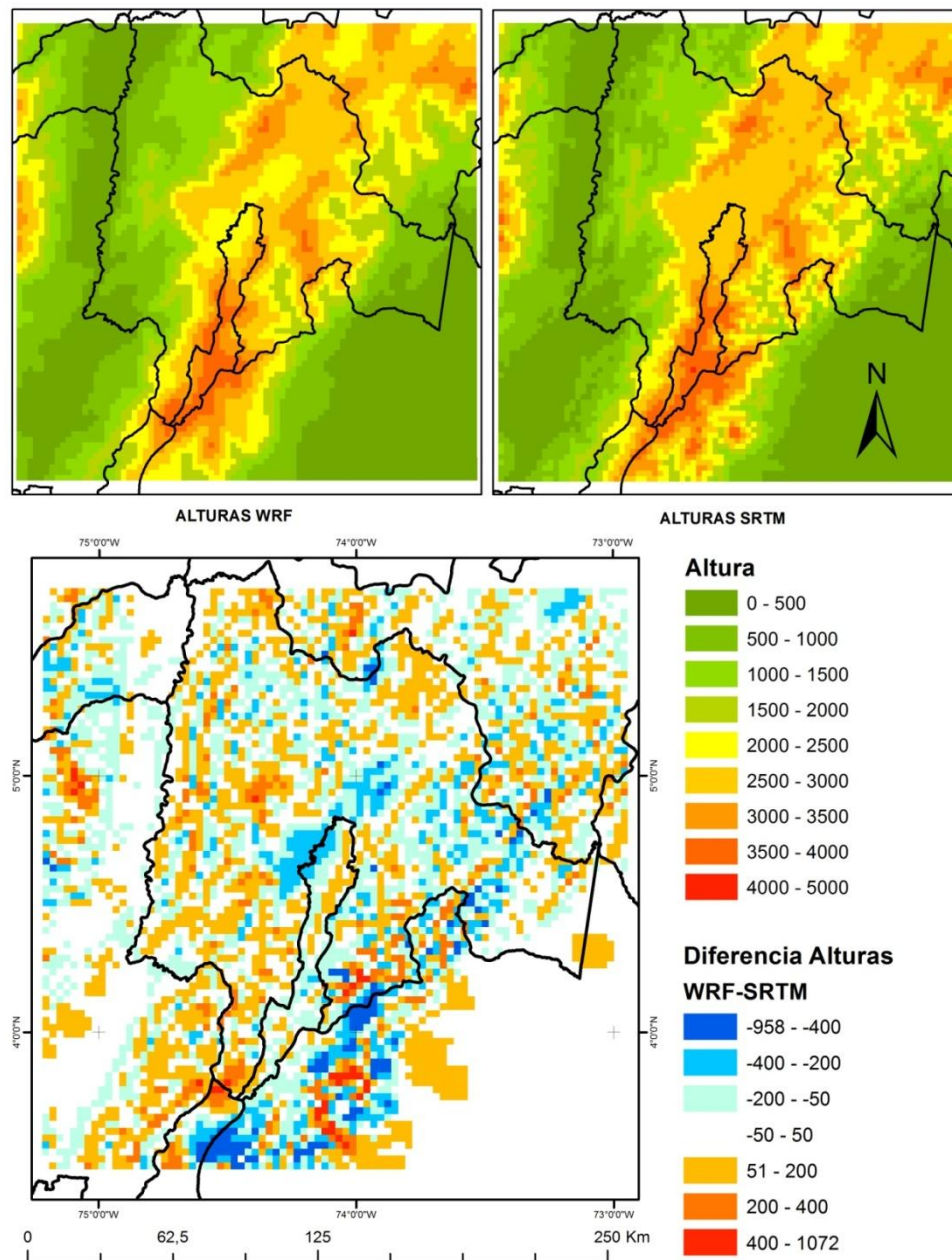 N
ALTURAS WRF
ALTURAS SRTM
75°0'0"W
74°0'0"W
73°0'0"W
5°0'0"N
5°0'0"N
4°0'0"N
4°0'0"N
75°0'0"W
74°0'0"W
73°0'0"W
0
62,5
125
250 Km
Altura
0 - 500
500 - 1000
1000 - 1500
1500 - 2000
2000 - 2500
2500 - 3000
3000 - 3500
3500 - 4000
4000 - 5000
Diferencia Alturas
WRF-SRTM
-958 - -400
-400 - -200
-200 - -50
-50 - 50
51 - 200
200 - 400
400 - 1072